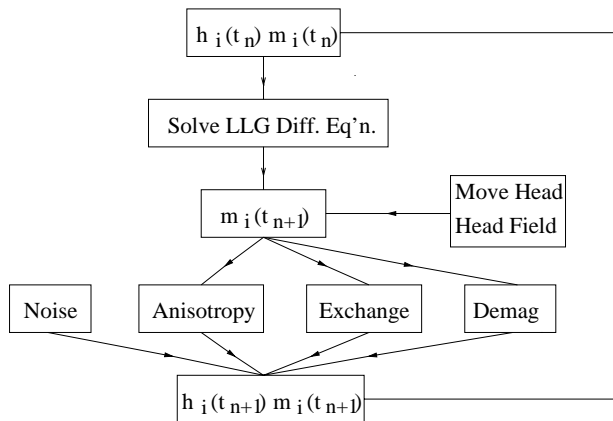 h i (t n) m i (t n)
Solve LLG Diff. Eq'n.
m i (t n+1)
Move Head
Head Field
Noise
Anisotropy
Exchange
Demag
h i (t n+1) m i (t n+1)